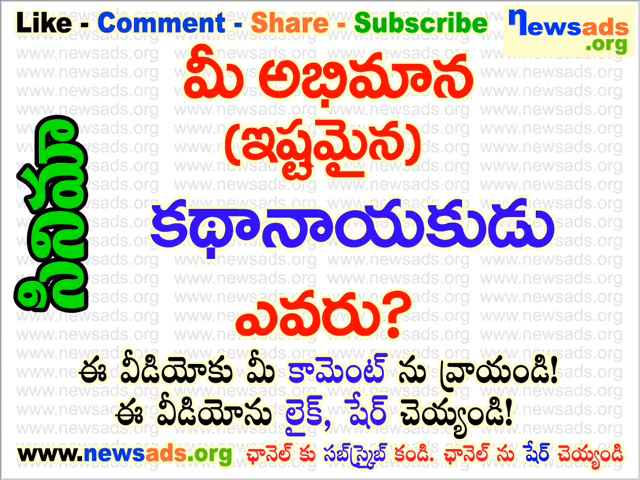 Like - Comment - Share - Subscribe
newsads
.org
మీ అభిమాన
(ఇష్టమైన)
కథానాయకుడు
ఎవరు?
సినిమా
ఈ వీడియోకు మీ కామెంట్ ను వ్రాయండి!
ఈ వీడియోను లైక్, షేర్ చెయ్యండి!
www.newsads.org ఛానెల్ కు సబ్‌స్క్రైబ్ కండి. ఛానెల్ ను షేర్ చెయ్యండి